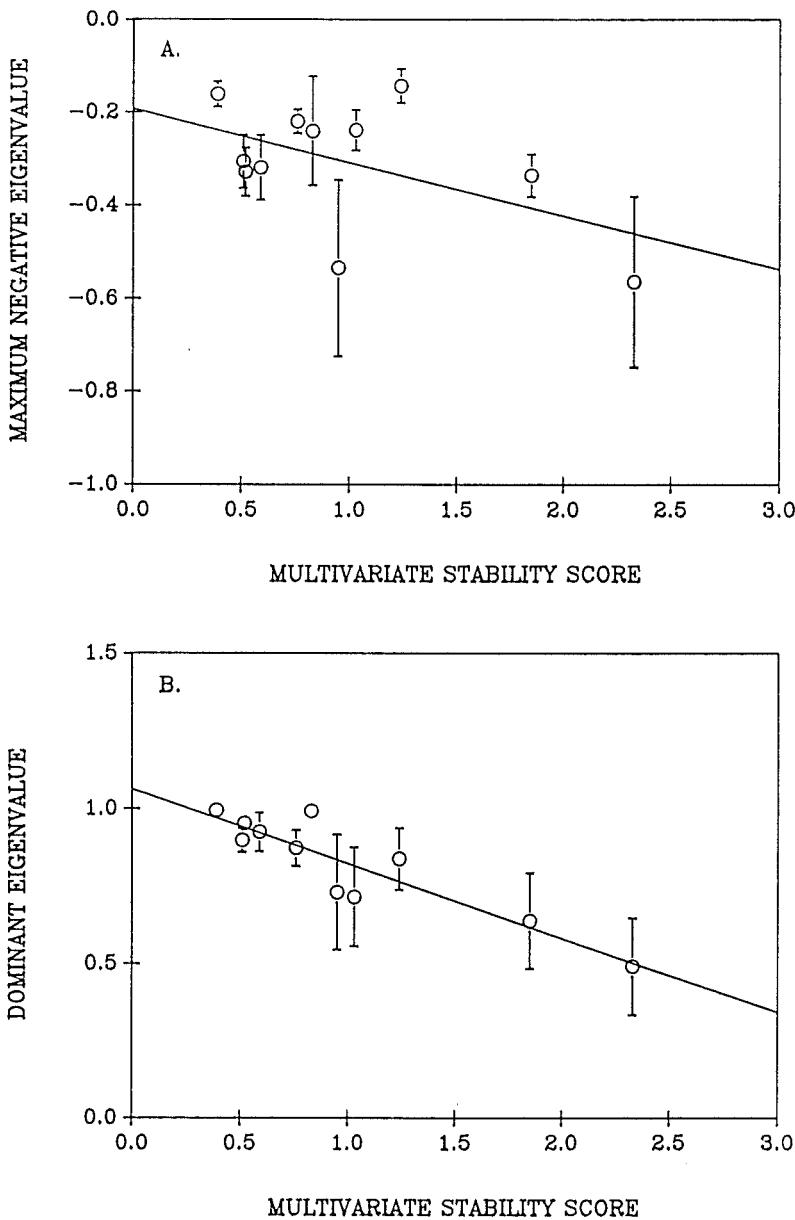 A.
MAXIMUM NEGATIVE EIGENVALUE
0.0
−0.2
−0.4
−0.6
−0.8
−1.0
0.0 0.5 1.0 1.5 2.0 2.5 3.0
MULTIVARIATE STABILITY SCORE
B.
DOMINANT EIGENVALUE
1.5
1.0
0.5
0.0
0.0 0.5 1.0 1.5 2.0 2.5 3.0
MULTIVARIATE STABILITY SCORE